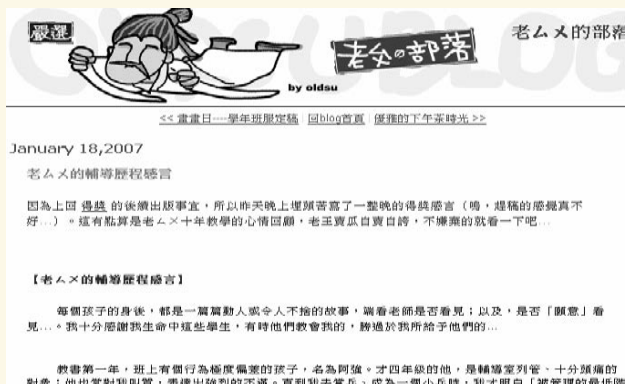 嚴選
老ムメの部落
老ムメ的部落
by oldsu
<< 畫畫日----學年班服定稿 | 回blog首頁 | 優雅的下午茶時光 >>
January 18,2007
老ムメ的輔導歷程感言
因為上回 得獎 的後續出版事宜，所以昨天晚上埋頭苦寫了一整晚的得獎感言（嗚，趕稿的感覺真不
好...）。這有點算是老ㄙㄨ十年教學的心情回顧，老王賣瓜自賣自誇，不嫌棄的就看一下吧...
【老ㄙㄨ的輔導歷程感言】
每個孩子的身後，都是一篇篇動人或令人不捨的故事，端看老師是否看見；以及，是否「願意」看
見...。我十分感謝我生命中這些學生，有時他們教會我的，勝過於我所給予他們的...
教書第一年，班上有個行為極度偏差的孩子，名為阿強。才四年級的他，是輔導室列管、十分頭痛的